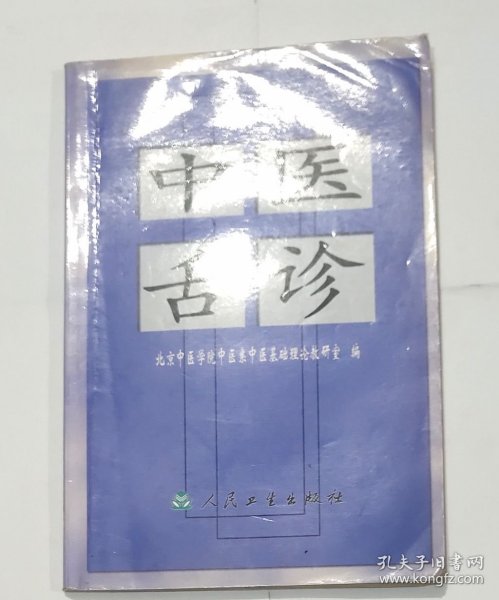 中医
舌诊
北京中医学院中医系中医基础理论教研室 编
人民卫生出版社
孔夫子旧书网
www.kongfz.com